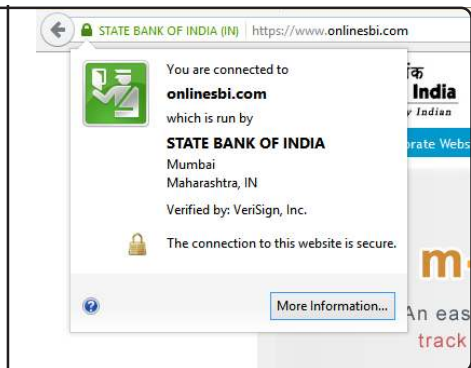 STATE BANK OF INDIA (IN) https://www.onlinesbi.com
You are connected to
onlinesbi.com
which is run by
STATE BANK OF INDIA
Mumbai
Maharashtra, IN
Verified by: VeriSign, Inc.
The connection to this website is secure.
More Information...
India
Indian
An eas
track